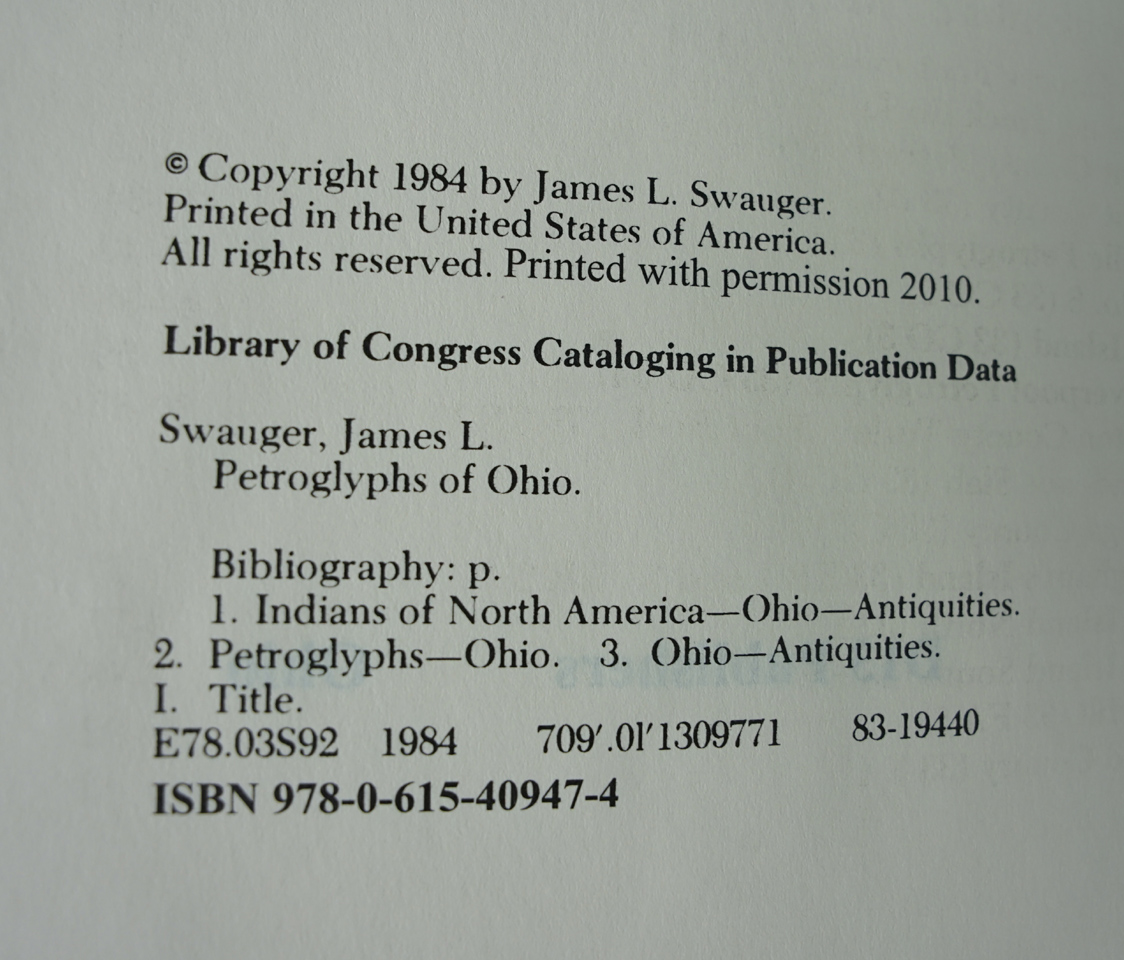 © Copyright 1984 by James L. Swauger.
Printed in the United States of America.
All rights reserved. Printed with permission 2010.
Library of Congress Cataloging in Publication Data
Swauger, James L.
Petroglyphs of Ohio.
Bibliography: p.
1. Indians of North America—Ohio—Antiquities.
2. Petroglyphs—Ohio. 3. Ohio—Antiquities.
I. Title.
E78.03S92 1984 709′.0l′1309771 83-19440
ISBN 978-0-615-40947-4